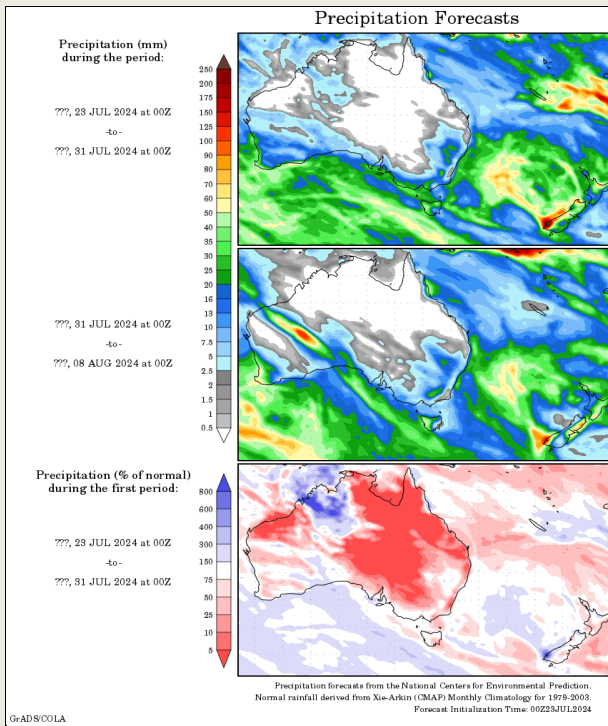 Precipitation Forecasts
Precipitation (mm)
during the period:
???, 23 JUL 2024 at 00Z
-to-
???, 31 JUL 2024 at 00Z
250
200
175
150
125
100
90
80
70
60
50
40
35
30
25
20
16
13
10
7.5
5
2.5
2
1.5
1
0.5
???, 31 JUL 2024 at 00Z
-to-
???, 08 AUG 2024 at 00Z
Precipitation (% of normal)
during the first period:
???, 23 JUL 2024 at 00Z
-to-
???, 31 JUL 2024 at 00Z
800
600
400
300
150
75
50
25
10
5
Precipitation forecasts from the National Centers for Environmental Prediction.
Normal rainfall derived from Xie-Arkin (CMAP) Monthly Climatology for 1979-2003.
Forecast Initialization Time: 00Z23JUL2024
GrADS/COLA